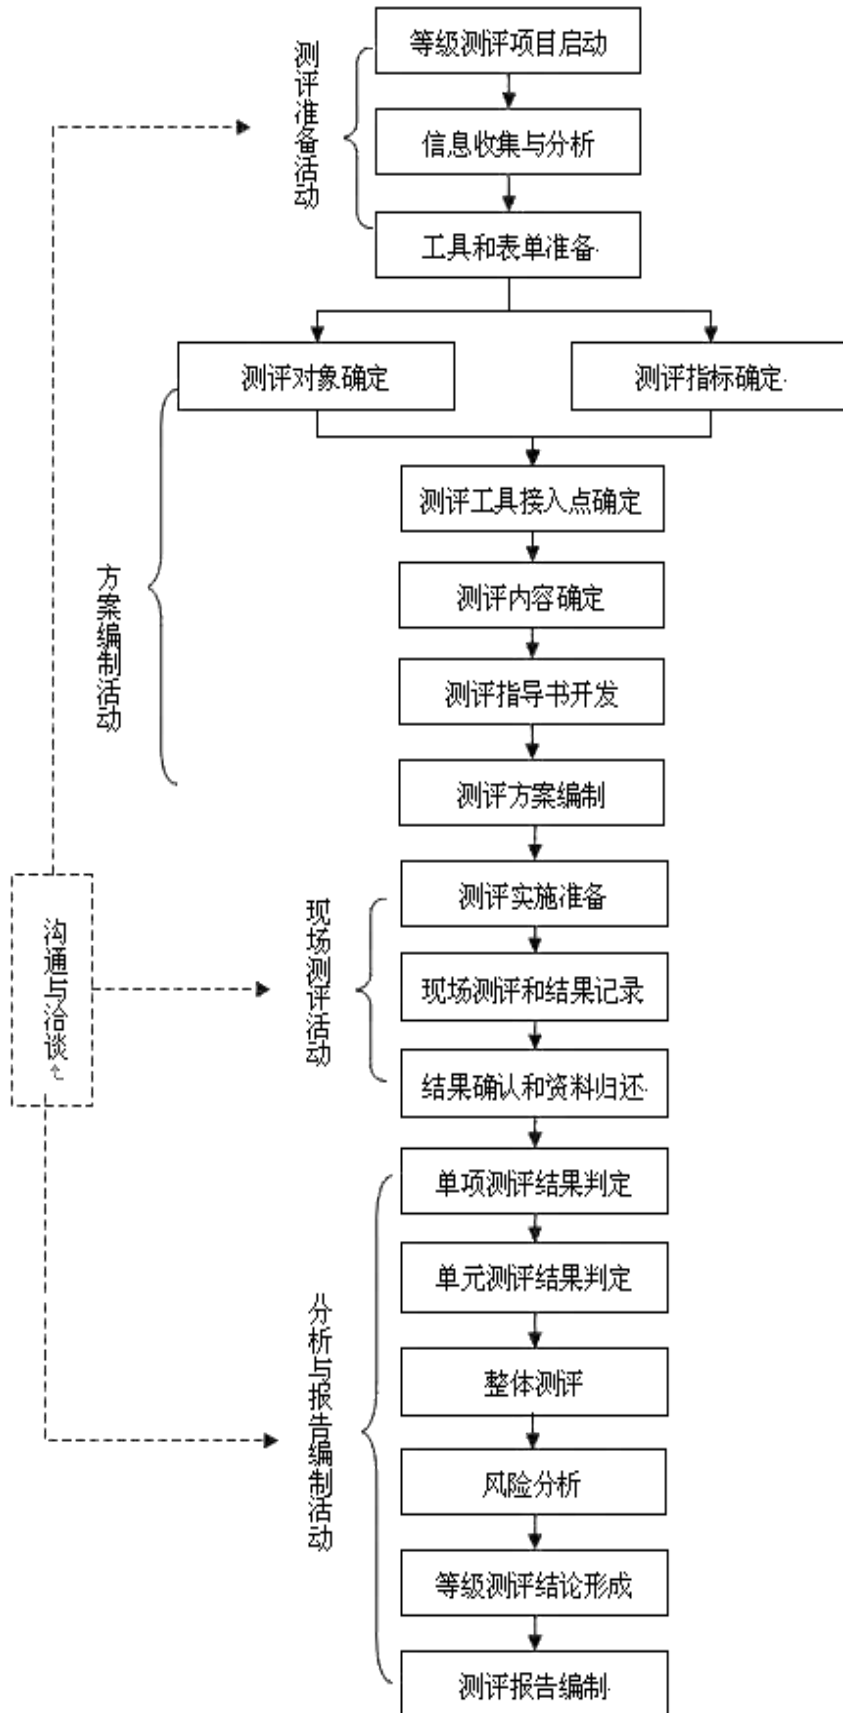 测评准备活动
等级测评项目启动
信息收集与分析
工具和表单准备
测评对象确定
测评指标确定
方案编制活动
测评工具接入点确定
测评内容确定
测评指导书开发
测评方案编制
沟通与洽谈
现场测评活动
测评实施准备
现场测评和结果记录
结果确认和资料归还
分析与报告编制活动
单项测评结果判定
单元测评结果判定
整体测评
风险分析
等级测评结论形成
测评报告编制